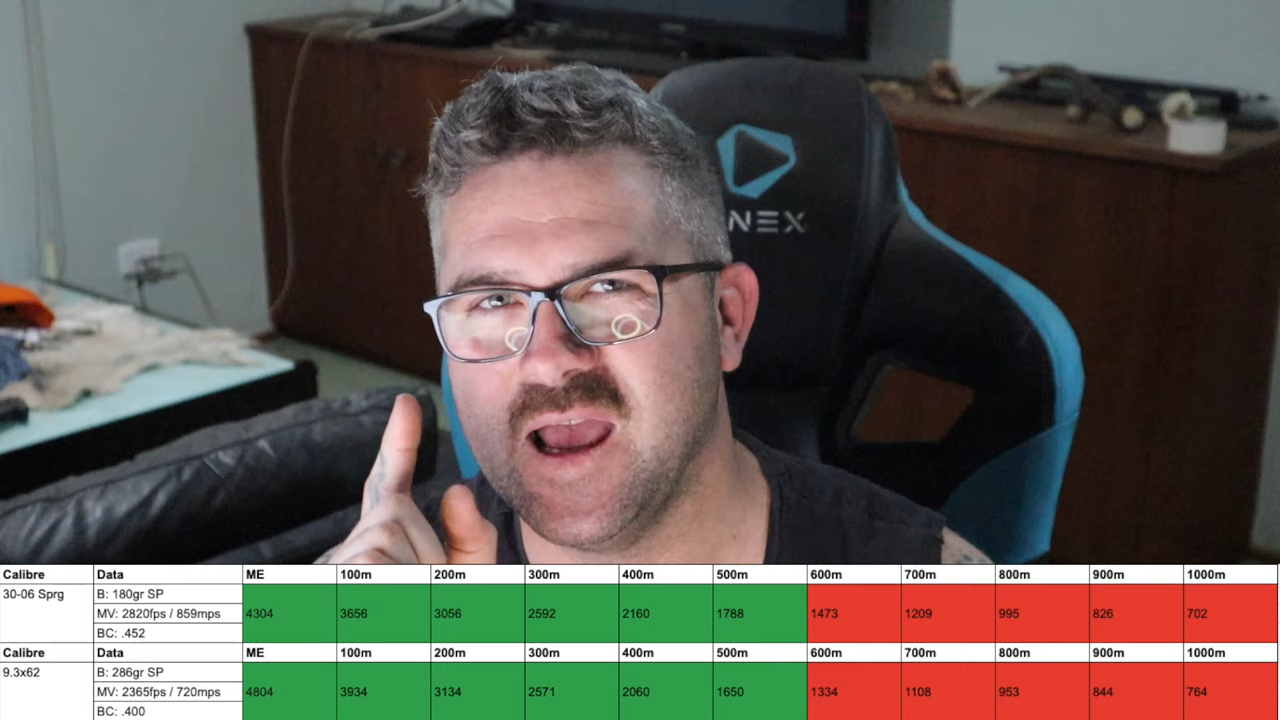 NEX
Calibre Data ME 100m 200m 300m 400m 500m 600m 700m 800m 900m 1000m
30-06 Sprg B: 180gr SP
MV: 2820fps / 859mps 4304 3656 3056 2592 2160 1788 1473 1209 995 826 702
BC: .452
Calibre Data ME 100m 200m 300m 400m 500m 600m 700m 800m 900m 1000m
9.3x62 B: 286gr SP
MV: 2365fps / 720mps 4804 3934 3134 2571 2060 1650 1334 1108 953 844 764
BC: .400